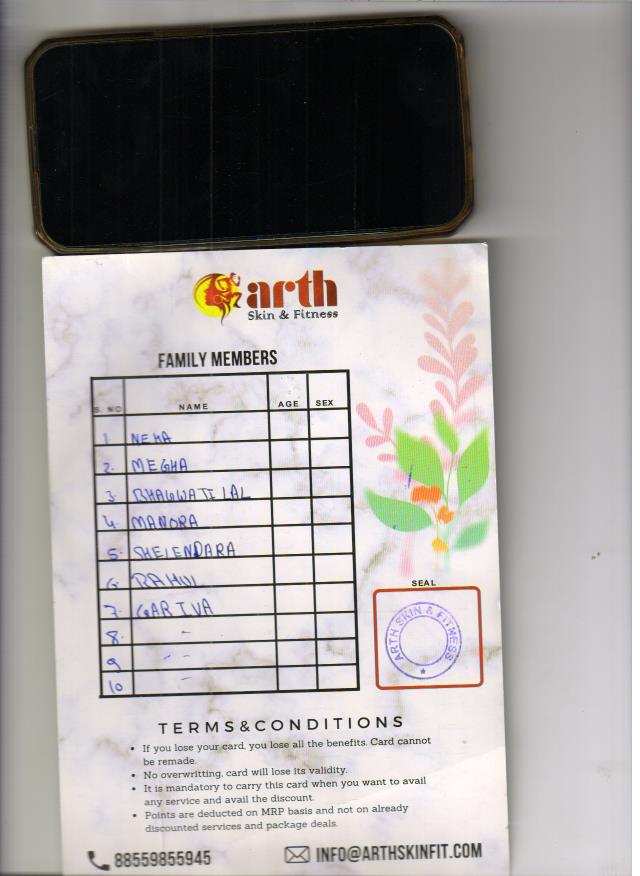 arth
Skin & Fitness
FAMILY MEMBERS
S. NO NAME AGE SEX
1. NEHA
2. MEGHA
3. BHAGWATI LAL
4. MANORA
5. SHELENDARA
6. RAHUL
7. GARIVA
8. -
9 --
10 -
SEAL
ARTH SKIN & FITNESS
TERMS&CONDITIONS
• If you lose your card, you lose all the benefits. Card cannot
be remade.
• No overwritting, card will lose its validity.
• It is mandatory to carry this card when you want to avail
any service and avail the discount.
• Points are deducted on MRP basis and not on already
discounted services and package deals.
88559855945 INFO@ARTHSKINFIT.COM